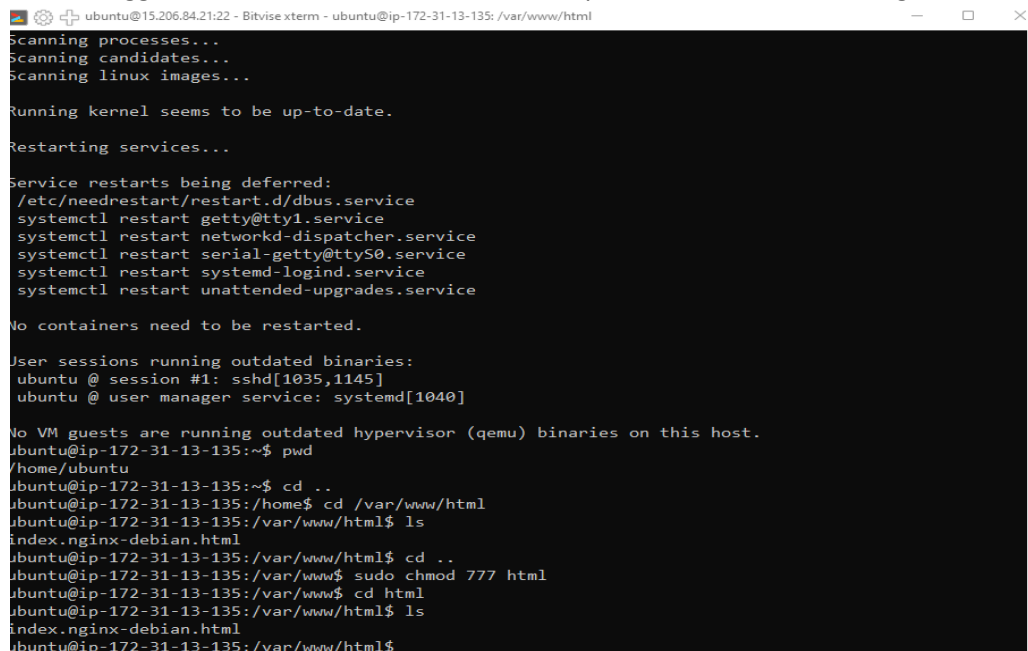 ubuntu@15.206.84.21:22 - Bitvise xterm - ubuntu@ip-172-31-13-135: /var/www/html
Scanning processes...
Scanning candidates...
Scanning linux images...
Running kernel seems to be up-to-date.
Restarting services...
Service restarts being deferred:
/etc/needrestart/restart.d/dbus.service
systemctl restart getty@tty1.service
systemctl restart networkd-dispatcher.service
systemctl restart serial-getty@ttyS0.service
systemctl restart systemd-logind.service
systemctl restart unattended-upgrades.service
No containers need to be restarted.
User sessions running outdated binaries:
ubuntu @ session #1: sshd[1035,1145]
ubuntu @ user manager service: systemd[1040]
No VM guests are running outdated hypervisor (qemu) binaries on this host.
ubuntu@ip-172-31-13-135:~$ pwd
/home/ubuntu
ubuntu@ip-172-31-13-135:~$ cd ..
ubuntu@ip-172-31-13-135:/home$ cd /var/www/html
ubuntu@ip-172-31-13-135:/var/www/html$ ls
index.nginx-debian.html
ubuntu@ip-172-31-13-135:/var/www/html$ cd ..
ubuntu@ip-172-31-13-135:/var/www$ sudo chmod 777 html
ubuntu@ip-172-31-13-135:/var/www$ cd html
ubuntu@ip-172-31-13-135:/var/www/html$ ls
index.nginx-debian.html
ubuntu@ip-172-31-13-135:/var/www/html$